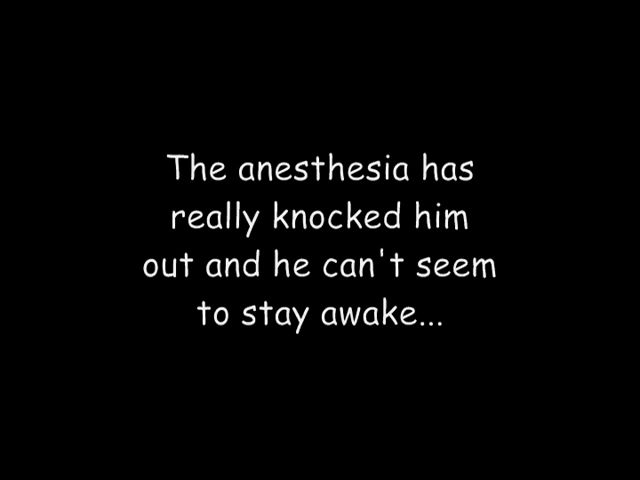 The anesthesia has
really knocked him
out and he can't seem
to stay awake...